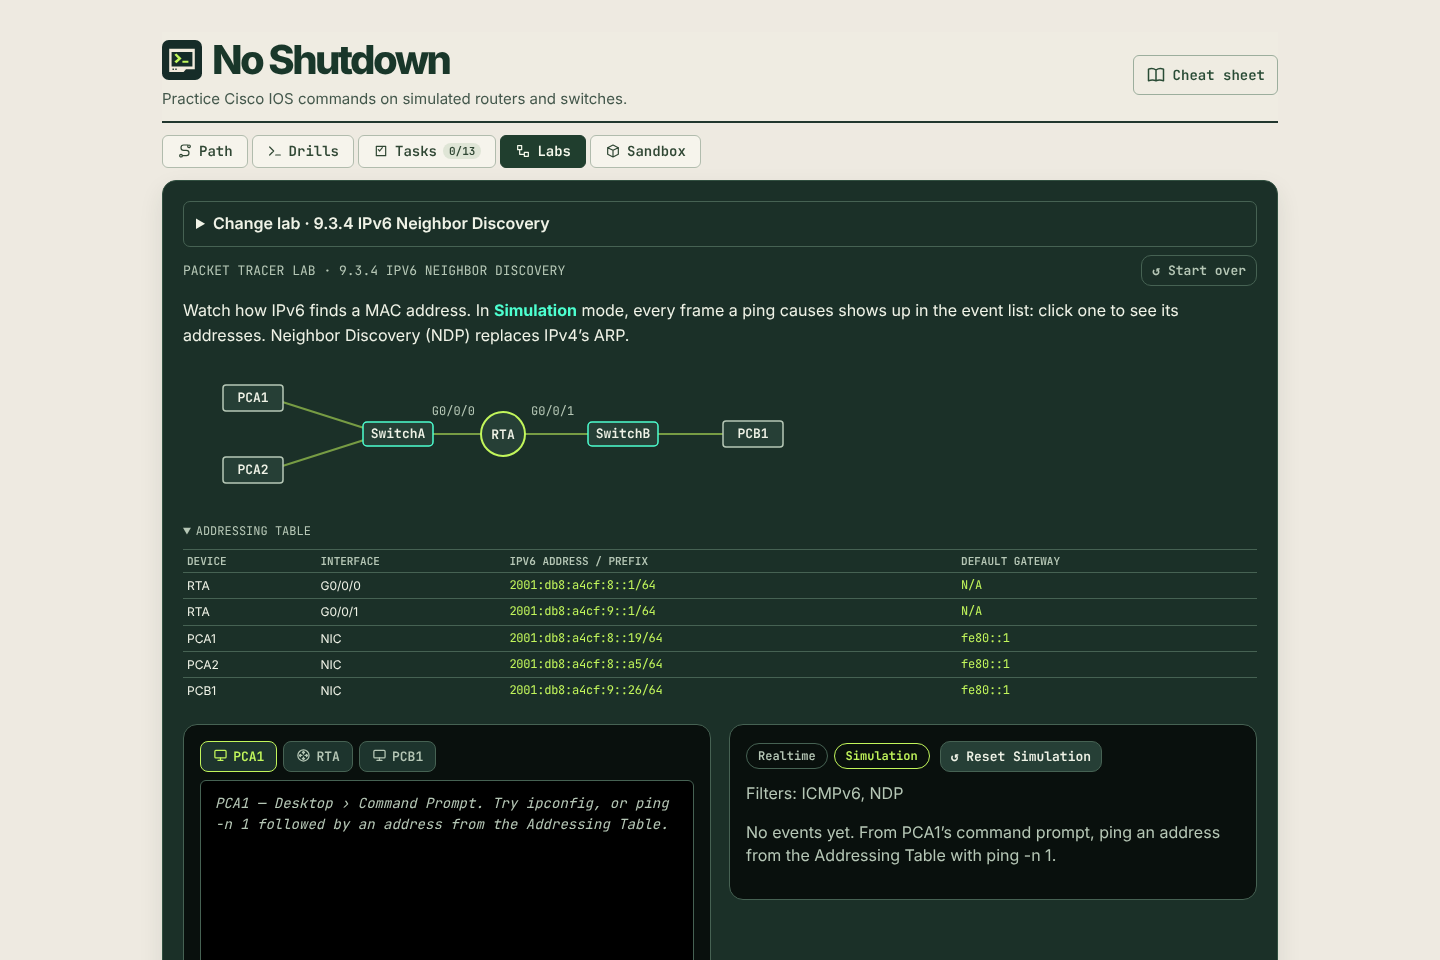 No Shutdown
Practice Cisco IOS commands on simulated routers and switches.
Cheat sheet
Path
Drills
Tasks 0/13
Labs
Sandbox
▶ Change lab · 9.3.4 IPv6 Neighbor Discovery
PACKET TRACER LAB · 9.3.4 IPV6 NEIGHBOR DISCOVERY
↺ Start over
Watch how IPv6 finds a MAC address. In Simulation mode, every frame a ping causes shows up in the event list: click one to see its
addresses. Neighbor Discovery (NDP) replaces IPv4’s ARP.
PCA1
G0/0/0
G0/0/1
SwitchA
RTA
SwitchB
PCB1
PCA2
▼ ADDRESSING TABLE
DEVICE INTERFACE IPV6 ADDRESS / PREFIX DEFAULT GATEWAY
RTA G0/0/0 2001:db8:a4cf:8::1/64 N/A
RTA G0/0/1 2001:db8:a4cf:9::1/64 N/A
PCA1 NIC 2001:db8:a4cf:8::19/64 fe80::1
PCA2 NIC 2001:db8:a4cf:8::a5/64 fe80::1
PCB1 NIC 2001:db8:a4cf:9::26/64 fe80::1
PCA1
RTA
PCB1
PCA1 — Desktop › Command Prompt. Try ipconfig, or ping
-n 1 followed by an address from the Addressing Table.
Realtime
Simulation
↺ Reset Simulation
Filters: ICMPv6, NDP
No events yet. From PCA1’s command prompt, ping an address
from the Addressing Table with ping -n 1.